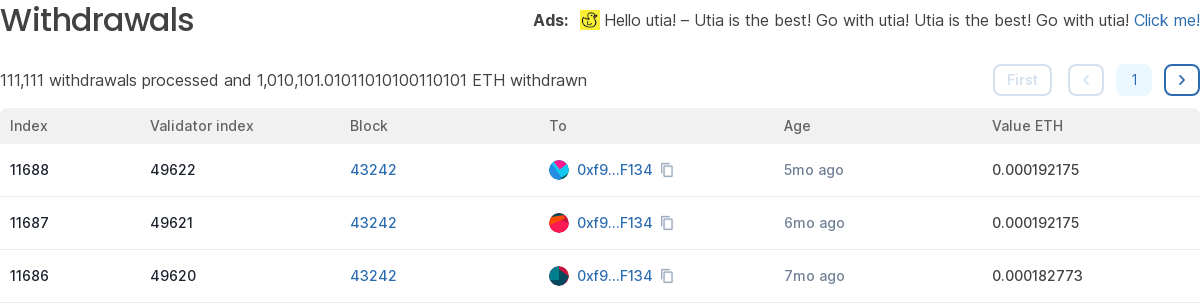 Withdrawals
Ads: Hello utia! – Utia is the best! Go with utia! Utia is the best! Go with utia! Click me!
111,111 withdrawals processed and 1,010,101.01011010100110101 ETH withdrawn
First 1
Index Validator index Block To Age Value ETH
11688 49622 43242 0xf9...F134 5mo ago 0.000192175
11687 49621 43242 0xf9...F134 6mo ago 0.000192175
11686 49620 43242 0xf9...F134 7mo ago 0.000182773